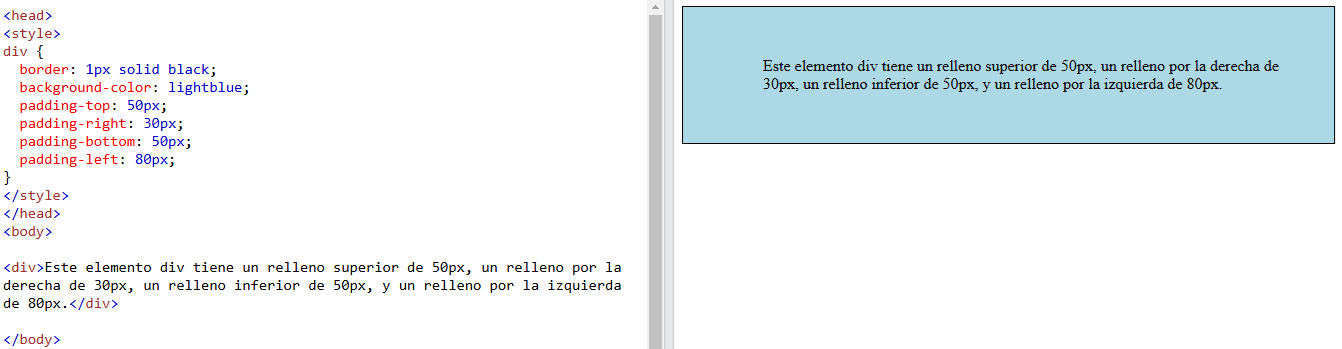 <head>
<style>
div {
  border: 1px solid black;
  background-color: lightblue;
  padding-top: 50px;
  padding-right: 30px;
  padding-bottom: 50px;
  padding-left: 80px;
}
</style>
</head>
<body>

<div>Este elemento div tiene un relleno superior de 50px, un relleno por la
derecha de 30px, un relleno inferior de 50px, y un relleno por la izquierda
de 80px.</div>

</body>
Este elemento div tiene un relleno superior de 50px, un relleno por la derecha de
30px, un relleno inferior de 50px, y un relleno por la izquierda de 80px.